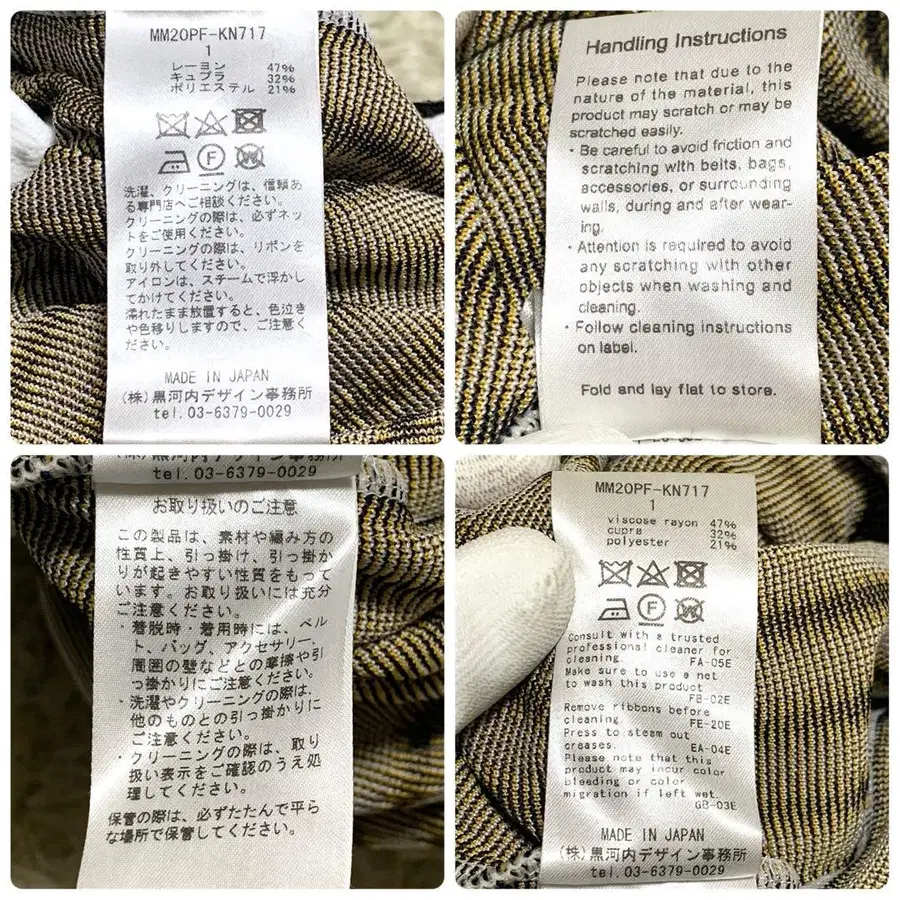 MM20PF-KN717
1
レーヨン 47%
キュプラ 32%
ポリエステル 21%
F
W
洗濯、クリーニングは、信頼あ
る専門店へご相談ください。
クリーニングの際は、必ずネッ
トをご使用ください。
クリーニングの際は、リボンを
取り外してください。
アイロンは、スチームで浮かし
てかけてください。
濡れたまま放置すると、色泣き
や色移りしますので、ご注意く
ださい。
MADE IN JAPAN
(株)黒河内デザイン事務所
tel.03-6379-0029
Handling Instructions
Please note that due to the
nature of the material, this
product may scratch or may be
scratched easily.
・Be careful to avoid friction and
scratching with belts, bags,
accessories, or surrounding
walls, during and after wear-
ing.
・Attention is required to avoid
any scratching with other
objects when washing and
cleaning.
・Follow cleaning instructions
on label.
Fold and lay flat to store.
(株)黒河内デザイン事務所
tel.03-6379-0029
お取り扱いのご注意
この製品は、素材や編み方の
性質上、引っ掛け、引っ掛か
りが起きやすい性質をもって
います。お取り扱いには充分
ご注意ください。
・着脱時・着用時には、ベル
ト、バッグ、アクセサリー、
周囲の壁などとの摩擦や引
っ掛かりにご注意ください。
・洗濯やクリーニングの際は、
他のものとの引っ掛かりに
ご注意ください。
・クリーニングの際は、取り
扱い表示をご確認のうえ処
理してください。
保管の際は、必ずたたんで平ら
な場所で保管してください。
MM20PF-KN717
1
viscose rayon 47%
cupra 32%
polyester 21%
F
W
Consult with a trusted
professional cleaner for
cleaning. FA-05E
Make sure to use a net
to wash this product
FB-02E
Remove ribbons before
cleaning. FE-20E
Press to steam out
creases. EA-04E
Please note that this
product may incur color
bleeding or color
migration if left wet.
GB-03E
MADE IN JAPAN
(株)黒河内デザイン事務所
tel.03-6379-0029